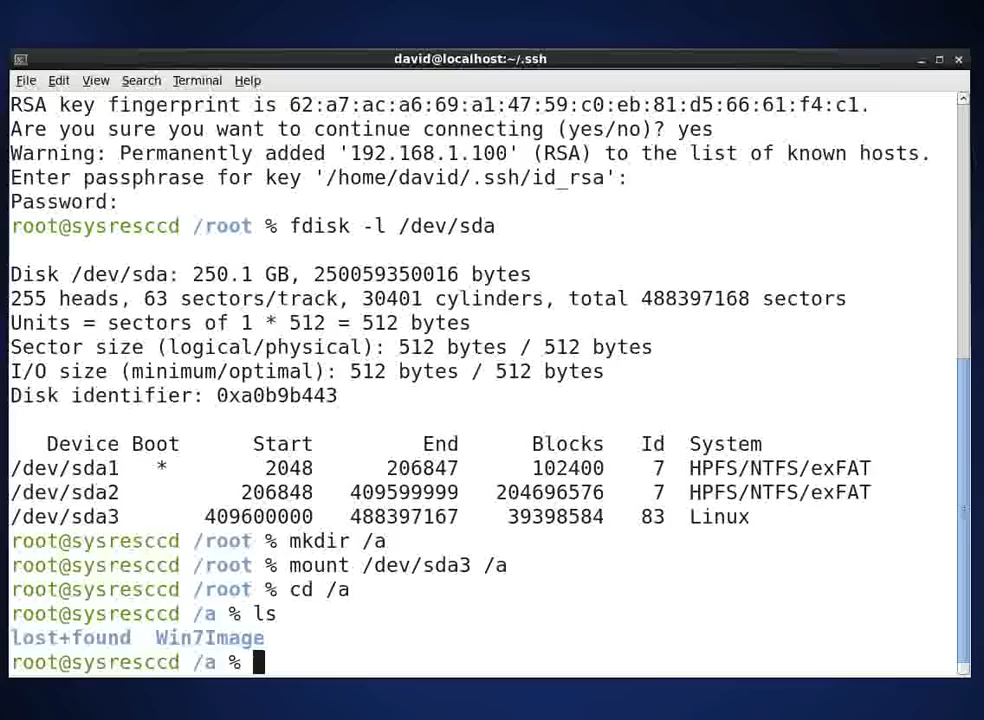 david@localhost:~/.ssh
File Edit View Search Terminal Help
RSA key fingerprint is 62:a7:ac:a6:69:a1:47:59:c0:eb:81:d5:66:61:f4:c1.
Are you sure you want to continue connecting (yes/no)? yes
Warning: Permanently added '192.168.1.100' (RSA) to the list of known hosts.
Enter passphrase for key '/home/david/.ssh/id_rsa':
Password:
root@sysresccd /root % fdisk -l /dev/sda
Disk /dev/sda: 250.1 GB, 250059350016 bytes
255 heads, 63 sectors/track, 30401 cylinders, total 488397168 sectors
Units = sectors of 1 * 512 = 512 bytes
Sector size (logical/physical): 512 bytes / 512 bytes
I/O size (minimum/optimal): 512 bytes / 512 bytes
Disk identifier: 0xa0b9b443
Device Boot Start End Blocks Id System
/dev/sda1 * 2048 206847 102400 7 HPFS/NTFS/exFAT
/dev/sda2 206848 409599999 204696576 7 HPFS/NTFS/exFAT
/dev/sda3 409600000 488397167 39398584 83 Linux
root@sysresccd /root % mkdir /a
root@sysresccd /root % mount /dev/sda3 /a
root@sysresccd /root % cd /a
root@sysresccd /a % ls
lost+found Win7Image
root@sysresccd /a %